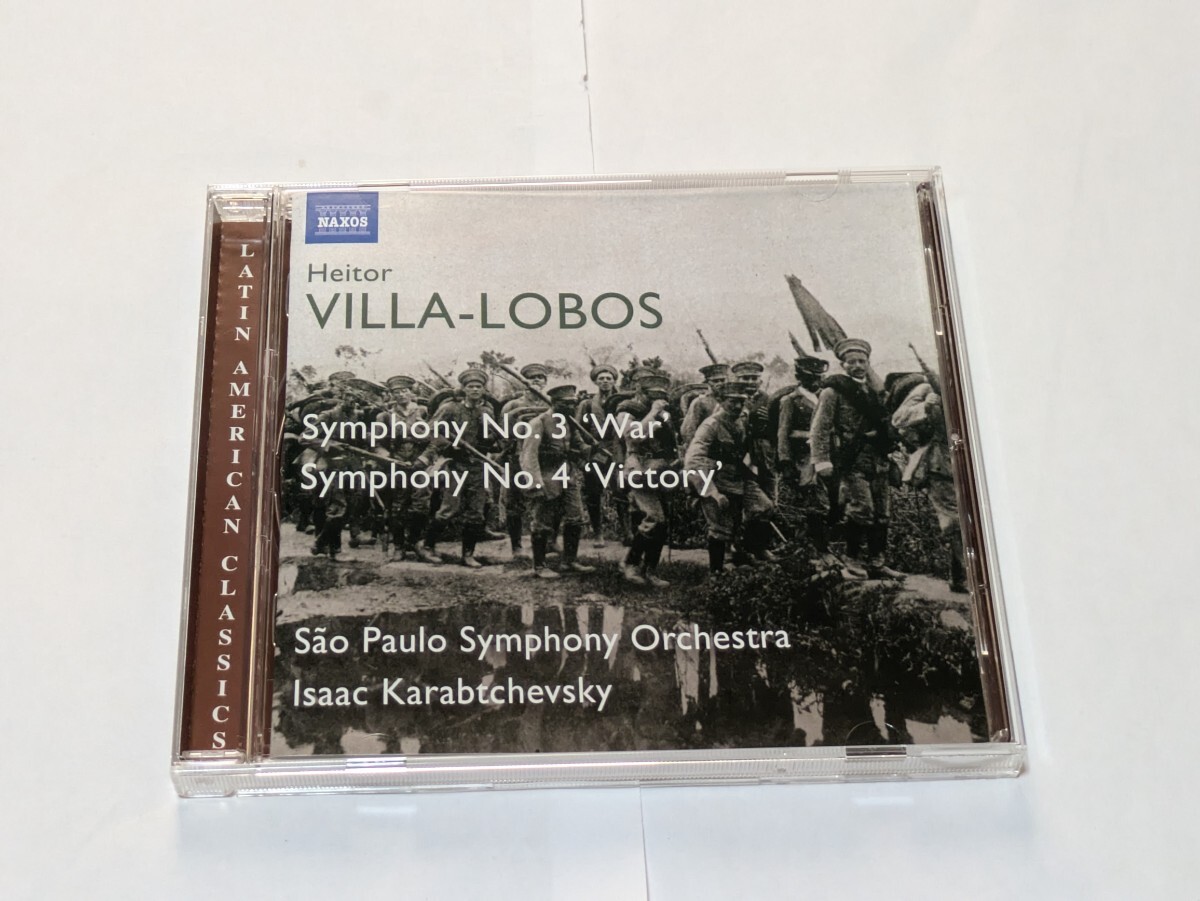 NAXOS
Heitor
VILLA-LOBOS
Symphony No. 3 ‘War’
Symphony No. 4 ‘Victory’
São Paulo Symphony Orchestra
Isaac Karabtchevsky
LATIN AMERICAN CLASSICS